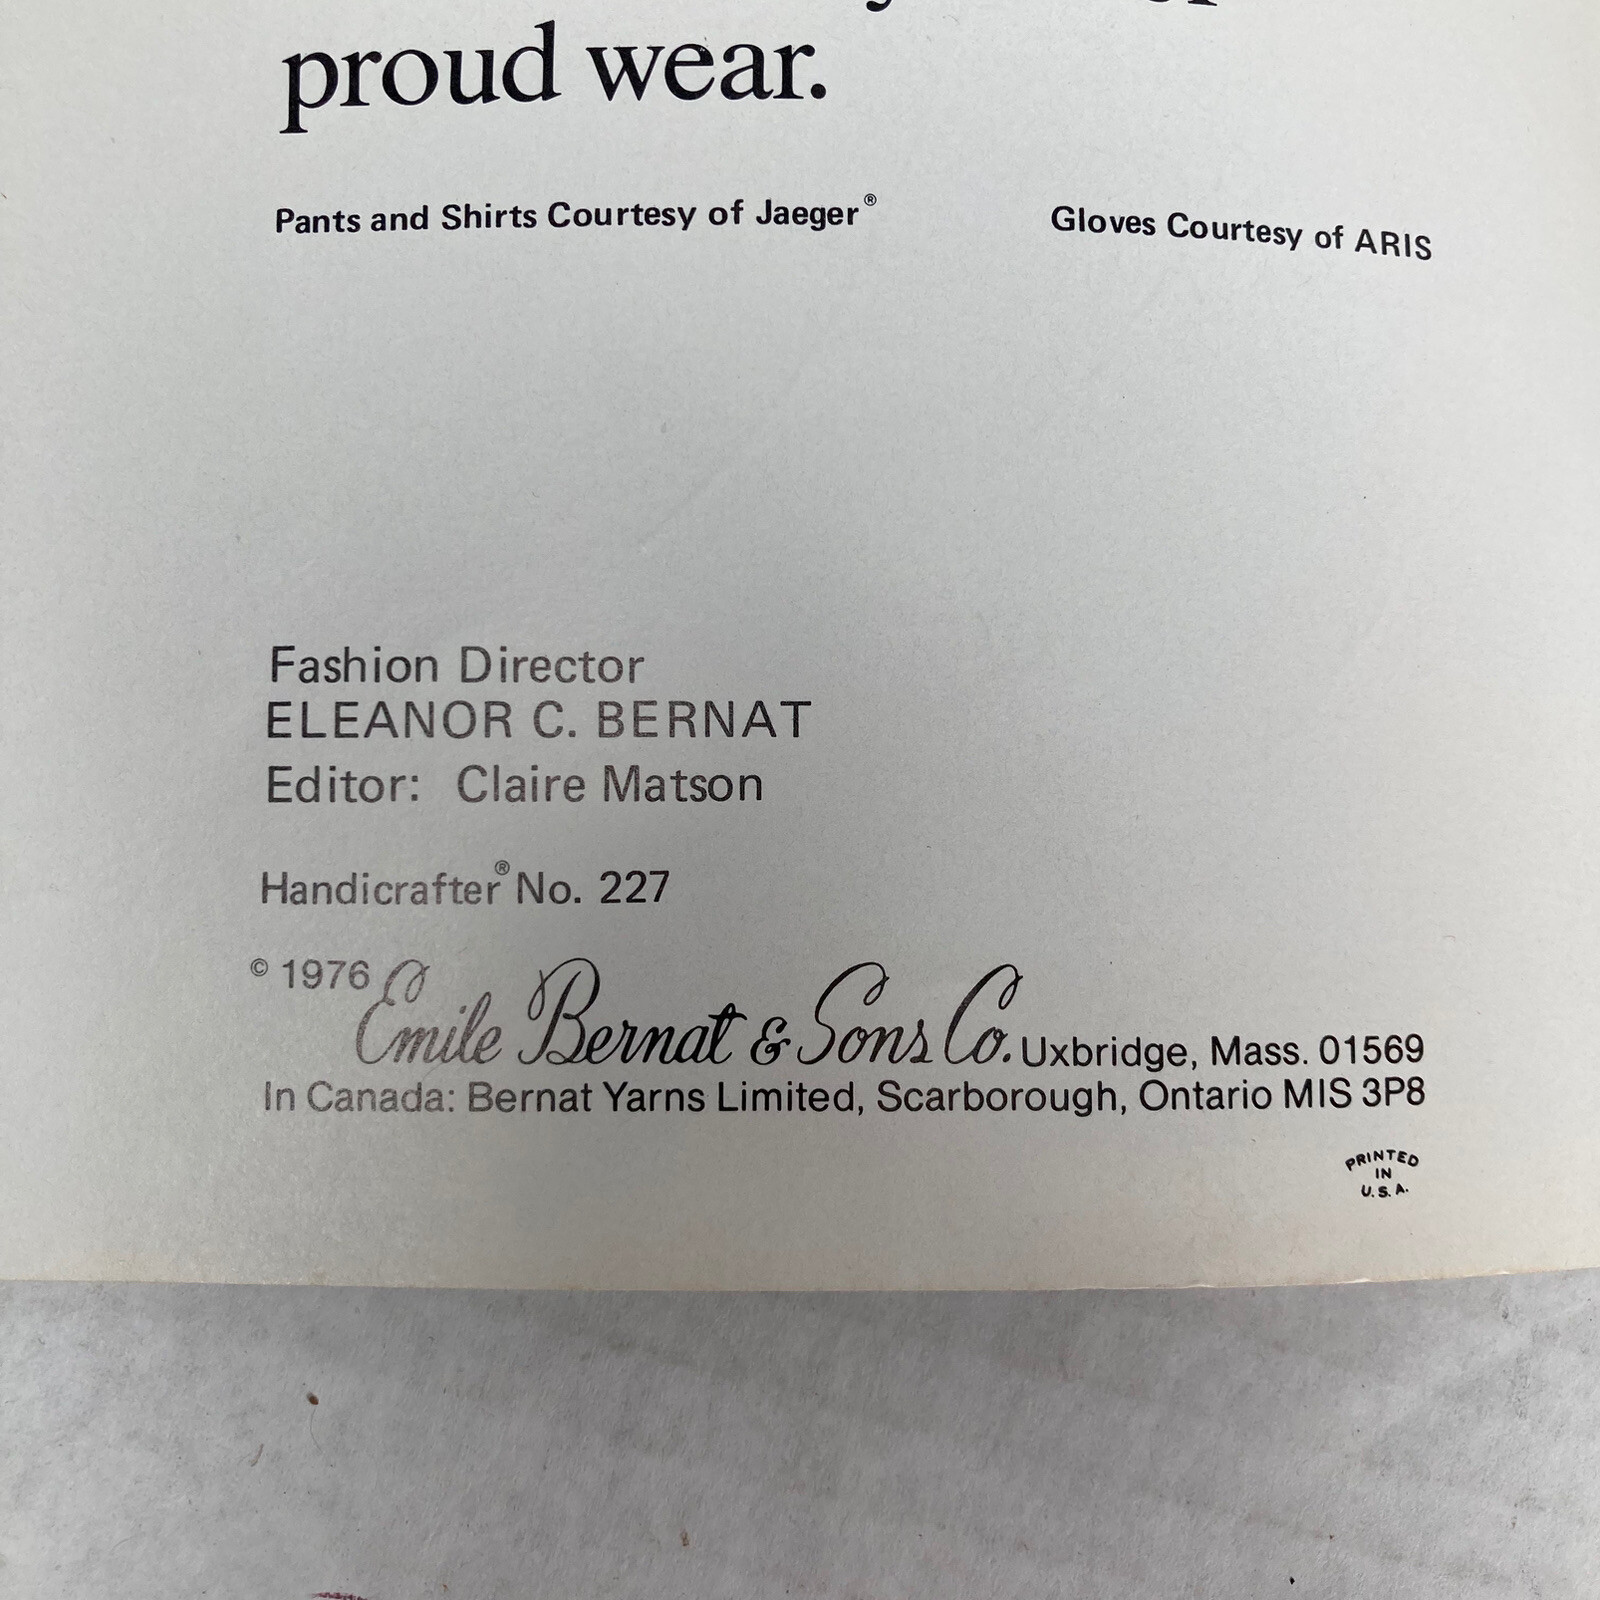 proud wear.
Pants and Shirts Courtesy of Jaeger® Gloves Courtesy of ARIS
Fashion Director
ELEANOR C. BERNAT
Editor: Claire Matson
Handicrafter® No. 227
© 1976 Emile Bernat & Sons Co. Uxbridge, Mass. 01569
In Canada: Bernat Yarns Limited, Scarborough, Ontario MIS 3P8
PRINTED
IN
U.S.A.